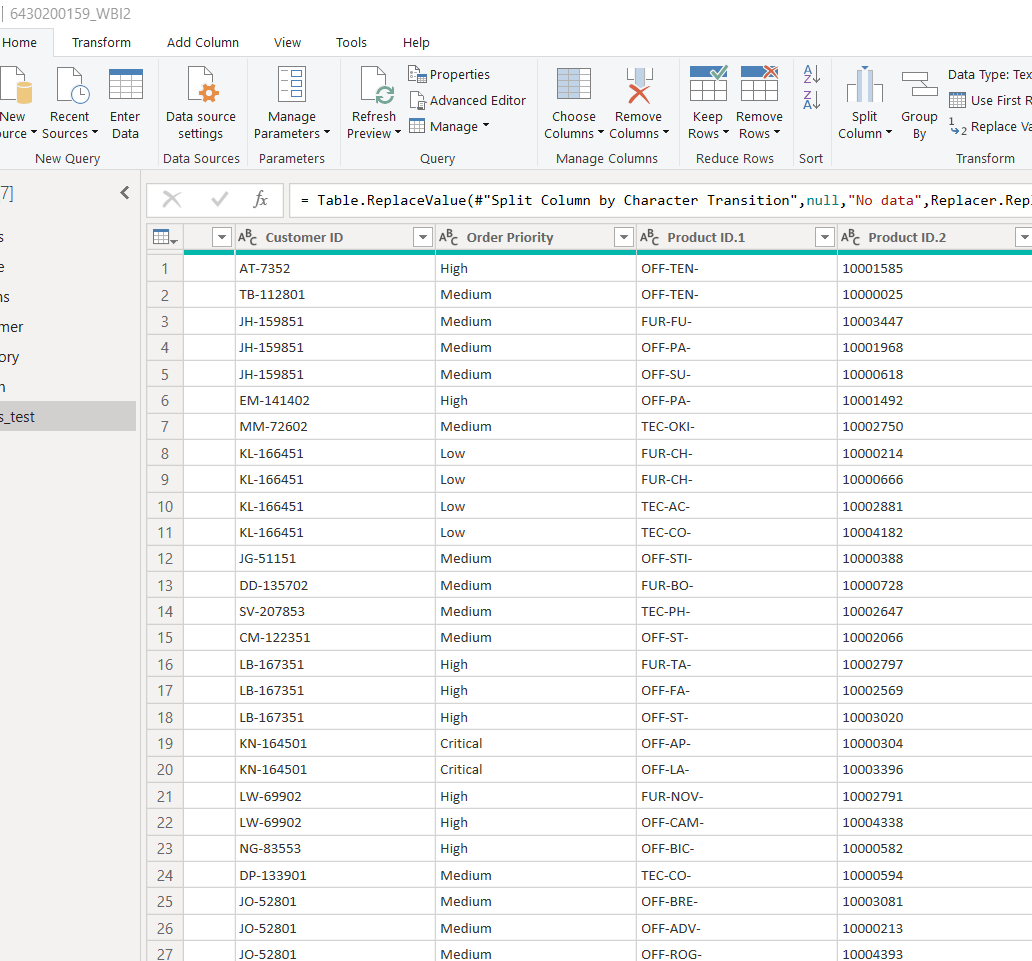 6430200159_WBI2
Home Transform Add Column View Tools Help
New Recent Enter Data source Manage Refresh Properties Advanced Editor Manage Choose Remove Keep Remove Split Group Data Type:
Sources Data settings Parameters Preview Columns Columns Rows Rows Column By Use First Replace
New Query Data Sources Parameters Query Manage Columns Reduce Rows Sort Transform
7]
= Table.ReplaceValue(#"Split Column by Character Transition",null,"No data",Replacer.Repl
Customer ID Order Priority Product ID.1 Product ID.2
s_test
1 AT-7352 High OFF-TEN- 10001585
2 TB-112801 Medium OFF-TEN- 10000025
3 JH-159851 Medium FUR-FU- 10003447
4 JH-159851 Medium OFF-PA- 10001968
5 JH-159851 Medium OFF-SU- 10000618
6 EM-141402 High OFF-PA- 10001492
7 MM-72602 Medium TEC-OKI- 10002750
8 KL-166451 Low FUR-CH- 10000214
9 KL-166451 Low FUR-CH- 10000666
10 KL-166451 Low TEC-AC- 10002881
11 KL-166451 Low TEC-CO- 10004182
12 JG-51151 Medium OFF-STI- 10000388
13 DD-135702 Medium FUR-BO- 10000728
14 SV-207853 Medium TEC-PH- 10002647
15 CM-122351 Medium OFF-ST- 10002066
16 LB-167351 High FUR-TA- 10002797
17 LB-167351 High OFF-FA- 10002569
18 LB-167351 High OFF-ST- 10003020
19 KN-164501 Critical OFF-AP- 10000304
20 KN-164501 Critical OFF-LA- 10003396
21 LW-69902 High FUR-NOV- 10002791
22 LW-69902 High OFF-CAM- 10004338
23 NG-83553 High OFF-BIC- 10000582
24 DP-133901 Medium TEC-CO- 10000594
25 JO-52801 Medium OFF-BRE- 10003081
26 JO-52801 Medium OFF-ADV- 10000213
27 JO-52801 Medium OFF-ROG- 10004393